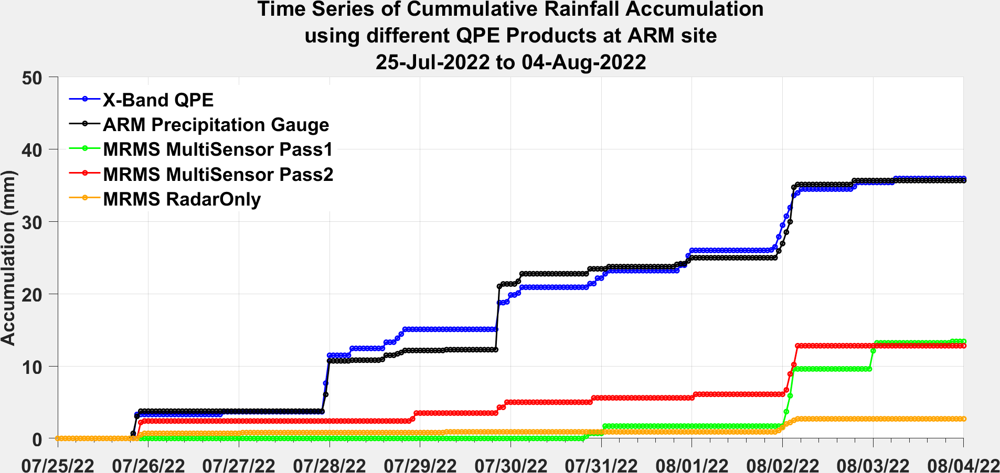 Time Series of Cummulative Rainfall Accumulation
using different QPE Products at ARM site
25-Jul-2022 to 04-Aug-2022
Accumulation (mm)
50
40
30
20
10
0
X-Band QPE
ARM Precipitation Gauge
MRMS MultiSensor Pass1
MRMS MultiSensor Pass2
MRMS RadarOnly
07/25/22 07/26/22 07/27/22 07/28/22 07/29/22 07/30/22 07/31/22 08/01/22 08/02/22 08/03/22 08/04/22